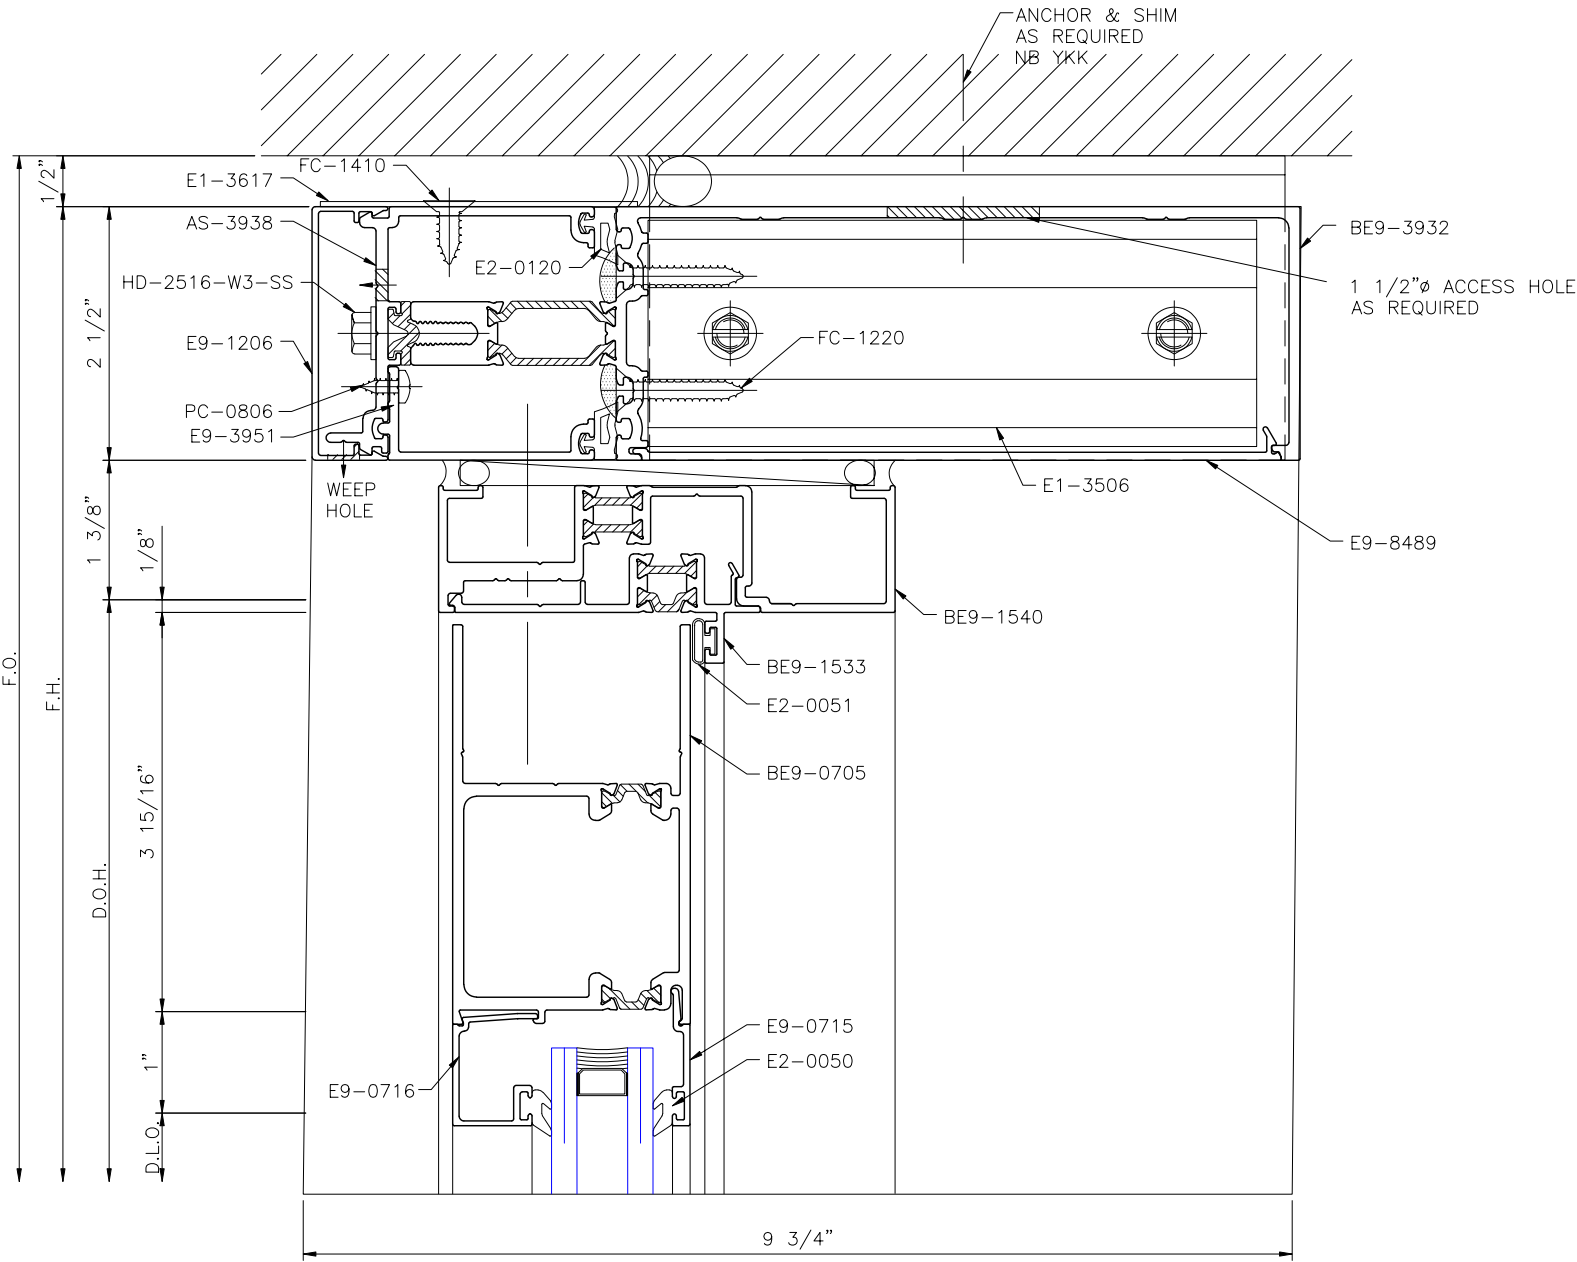 ANCHOR & SHIM
AS REQUIRED
NB YKK
FC-1410
E1-3617
AS-3938
HD-2516-W3-SS
E9-1206
PC-0806
E9-3951
WEEP
HOLE
E2-0120
FC-1220
E1-3506
BE9-3932
1 1/2"ø ACCESS HOLE
AS REQUIRED
E9-8489
BE9-1540
BE9-1533
E2-0051
BE9-0705
E9-0715
E2-0050
E9-0716
1/2"
2 1/2"
1 3/8"
1/8"
3 15/16"
1"
D.L.O.
D.O.H.
F.H.
F.O.
9 3/4"